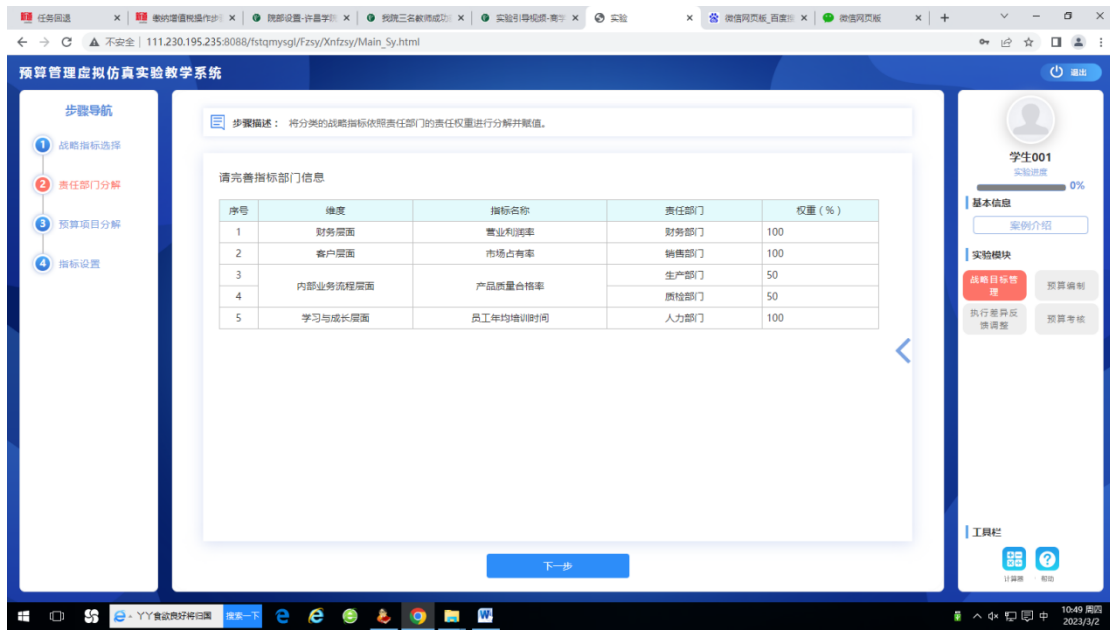 任务回退
缴纳增值税操作步
院部设置-许昌学院
我院三名教师成功
实验引导视频-商学
实验
微信网页版_百度搜
微信网页版
不安全 | 111.230.195.235:8088/fstqmysgl/Fzsy/Xnfzsy/Main_Sy.html
预算管理虚拟仿真实验教学系统
退出
步骤导航
1 战略指标选择
2 责任部门分解
3 预算项目分解
4 指标设置
步骤描述： 将分类的战略指标依照责任部门的责任权重进行分解并赋值。
请完善指标部门信息
序号 维度 指标名称 责任部门 权重（%）
1 财务层面 营业利润率 财务部门 100
2 客户层面 市场占有率 销售部门 100
3 内部业务流程层面 产品质量合格率 生产部门 50
4 质检部门 50
5 学习与成长层面 员工年均培训时间 人力部门 100
下一步
学生001
实验进度
0%
基本信息
案例介绍
实验模块
战略目标管理
预算编制
执行差异反馈调整
预算考核
工具栏
计算器 帮助
YY食欲良好将归国 搜索一下
中
10:49 周四
2023/3/2